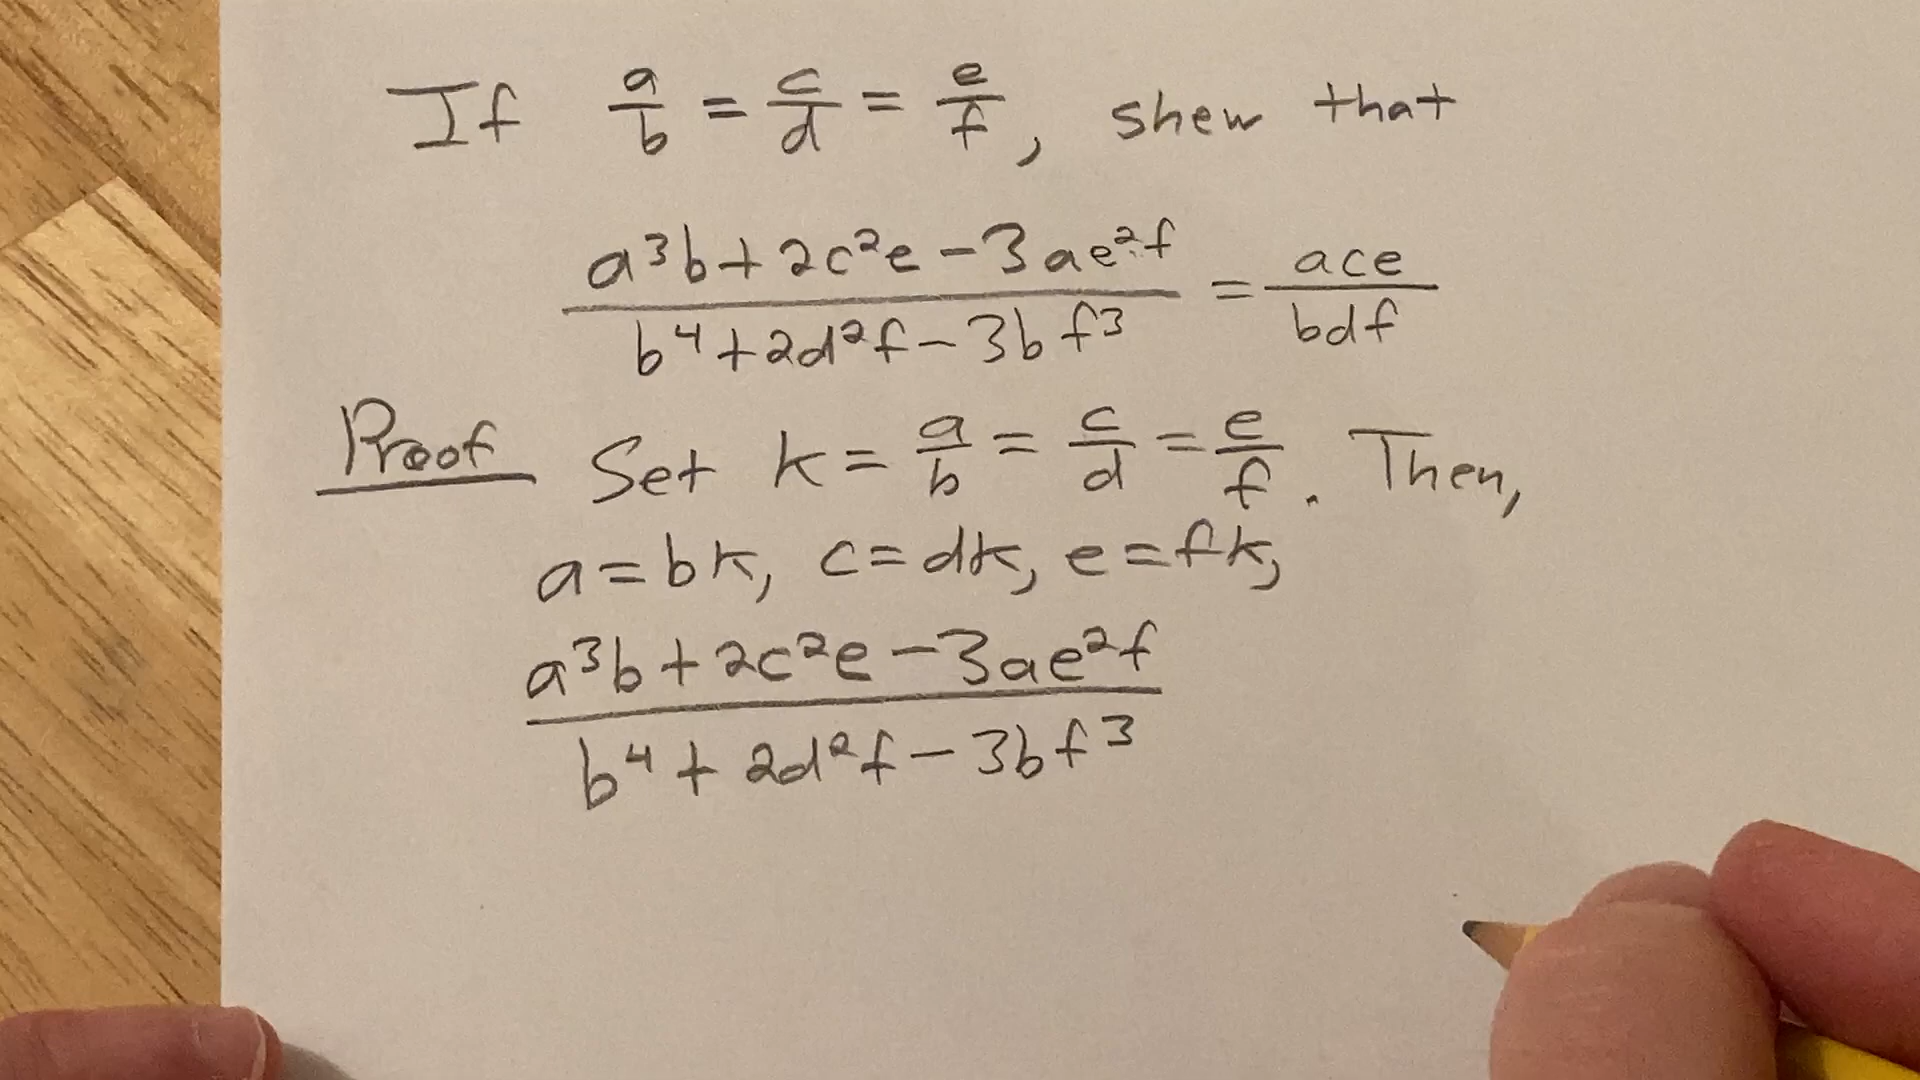 If a/b = c/d = e/f, shew that
(a³b + 2c²e - 3ae²f)/(b⁴ + 2d²f - 3bf³) = ace/bdf
Proof Set k = a/b = c/d = e/f. Then,
a = bk, c = dk, e = fk,
(a³b + 2c²e - 3ae²f)/(b⁴ + 2d²f - 3bf³)